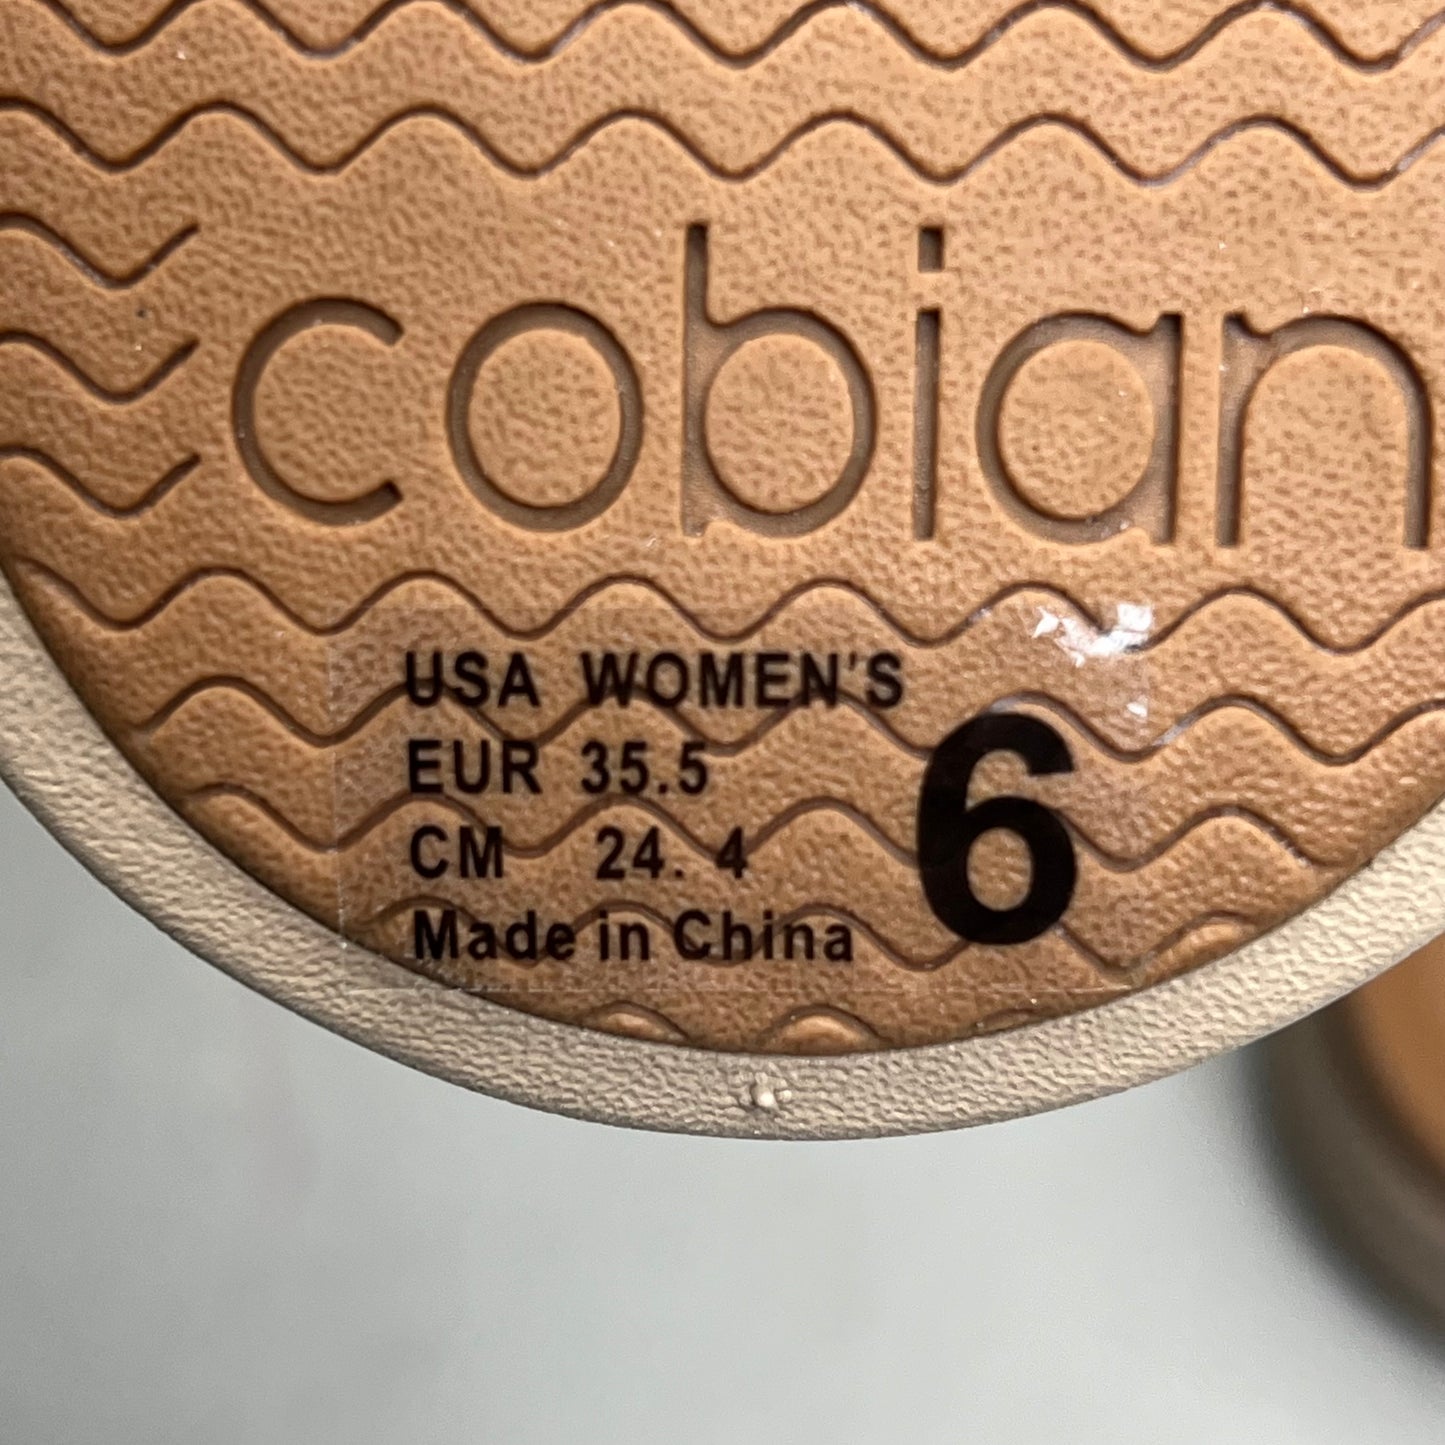 cobian
USA WOMEN'S
EUR 35.5
CM 24. 4
6
Made in China